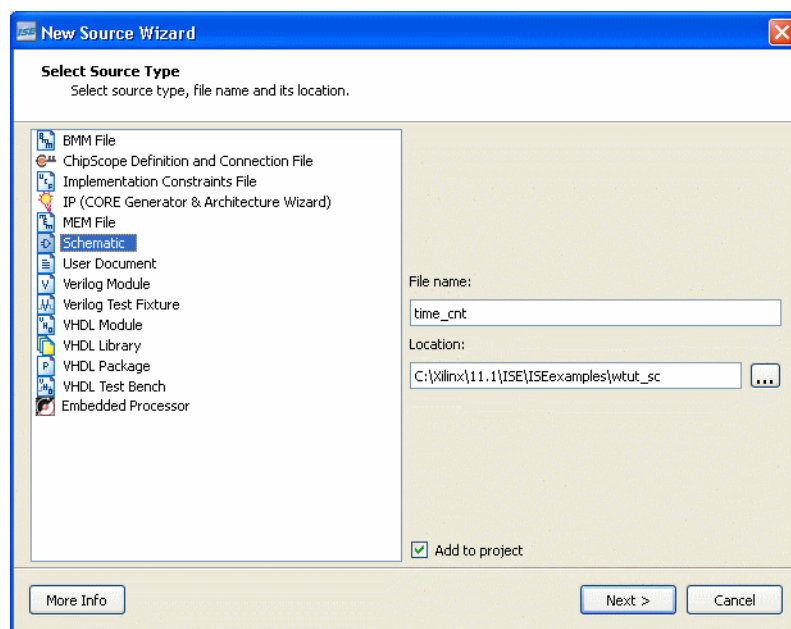 ISE New Source Wizard
Select Source Type
Select source type, file name and its location.
BMM File
ChipScope Definition and Connection File
Implementation Constraints File
IP (CORE Generator & Architecture Wizard)
MEM File
Schematic
User Document
Verilog Module
Verilog Test Fixture
VHDL Module
VHDL Library
VHDL Package
VHDL Test Bench
Embedded Processor
File name:
time_cnt
Location:
C:\Xilinx\11.1\ISE\ISEexamples\wtut_sc
...
Add to project
More Info
Next >
Cancel